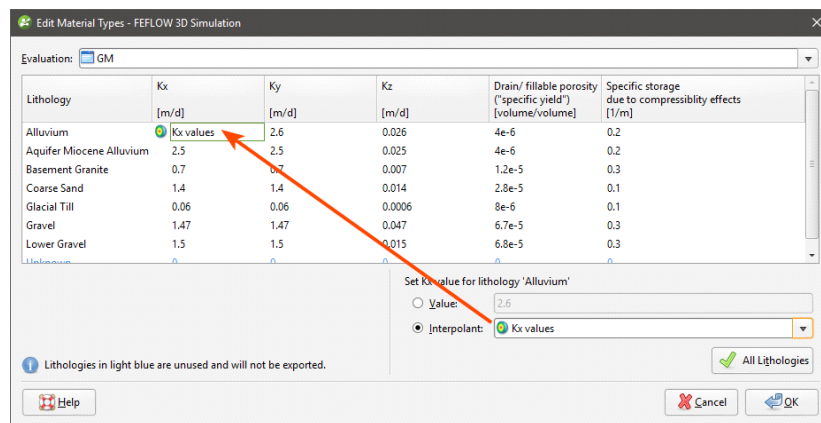 Edit Material Types - FEFLOW 3D Simulation
Evaluation: GM
Lithology Kx [m/d] Ky [m/d] Kz [m/d] Drain/ fillable porosity ("specific yield") [volume/volume] Specific storage due to compressiblity effects [1/m]
Alluvium Kx values 2.6 0.026 4e-6 0.2
Aquifer Miocene Alluvium 2.5 2.5 0.025 4e-6 0.2
Basement Granite 0.7 0.7 0.007 1.2e-5 0.3
Coarse Sand 1.4 1.4 0.014 2.8e-5 0.1
Glacial Till 0.06 0.06 0.0006 8e-6 0.1
Gravel 1.47 1.47 0.047 6.7e-5 0.3
Lower Gravel 1.5 1.5 0.015 6.8e-5 0.3
Unknown 0 0 0 0 0
Set Kx value for lithology 'Alluvium'
Value: 2.6
Interpolant: Kx values
All Lithologies
Lithologies in light blue are unused and will not be exported.
Help Cancel OK